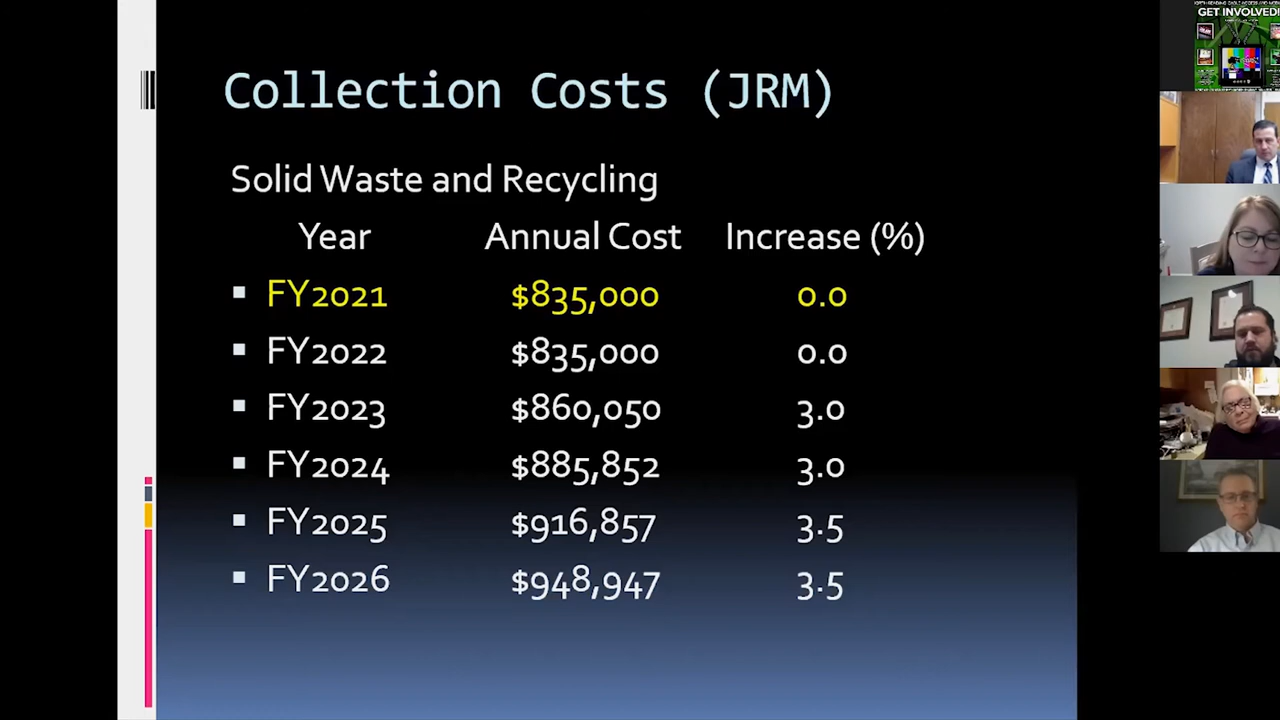 Collection Costs (JRM)
Solid Waste and Recycling
Year Annual Cost Increase (%)
FY2021 $835,000 0.0
FY2022 $835,000 0.0
FY2023 $860,050 3.0
FY2024 $885,852 3.0
FY2025 $916,857 3.5
FY2026 $948,947 3.5
GET INVOLVED!